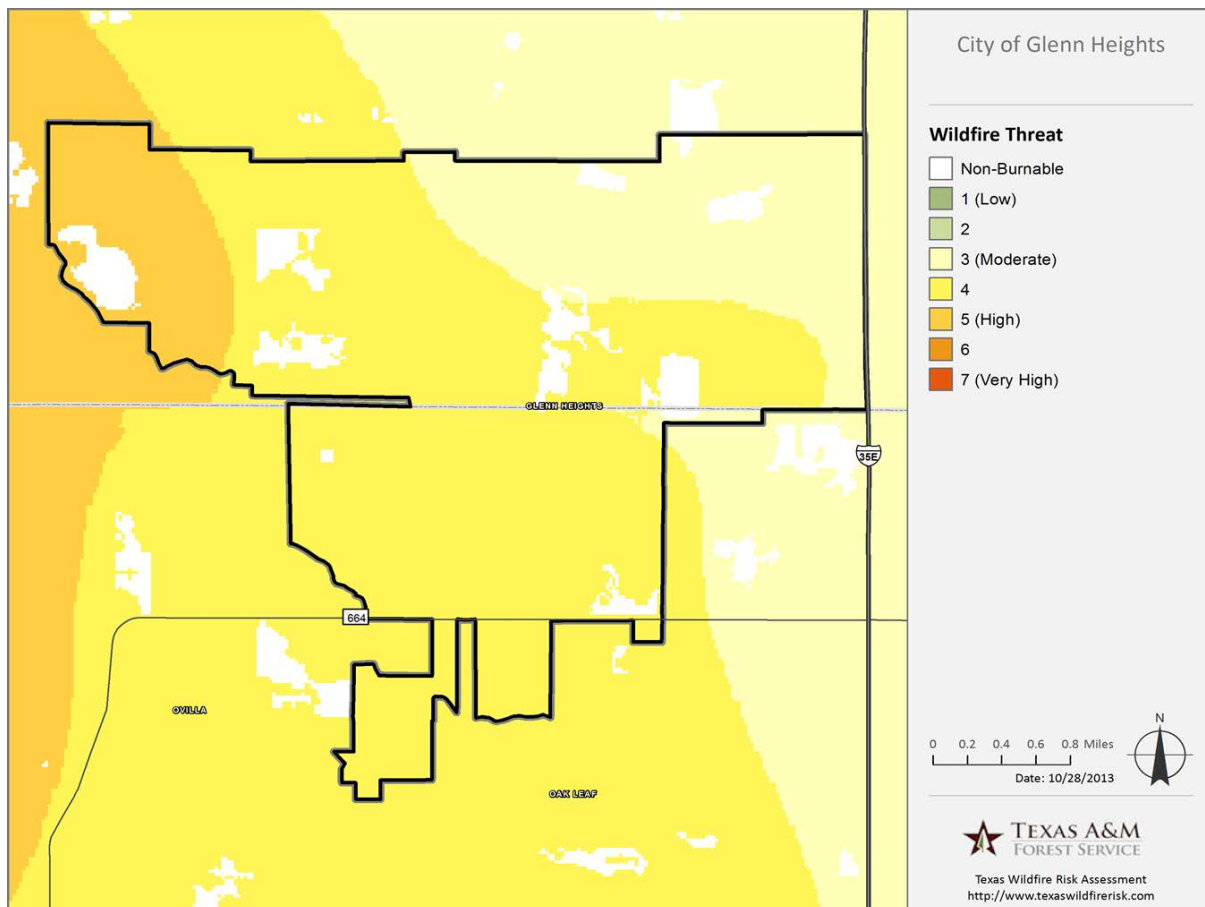 City of Glenn Heights
Wildfire Threat
Non-Burnable
1 (Low)
2
3 (Moderate)
4
5 (High)
6
7 (Very High)
GLENN HEIGHTS
35E
664
OVILLA
OAK LEAF
N
0 0.2 0.4 0.6 0.8 Miles
Date: 10/28/2013
TEXAS A&M
FOREST SERVICE
Texas Wildfire Risk Assessment
http://www.texaswildfirerisk.com